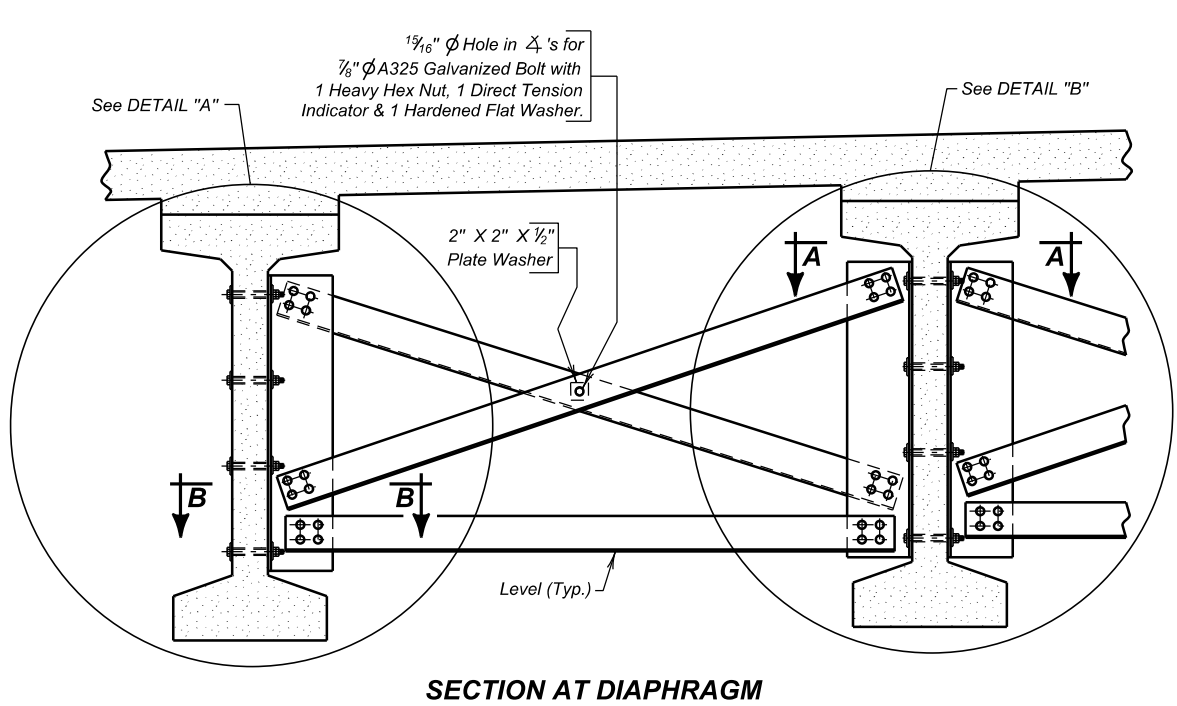 15/16" ϕ Hole in ∡'s for
7/8" ϕ A325 Galvanized Bolt with
1 Heavy Hex Nut, 1 Direct Tension
Indicator & 1 Hardened Flat Washer.
See DETAIL "A"
See DETAIL "B"
2" X 2" X 1/2"
Plate Washer
A
A
B
B
Level (Typ.)
SECTION AT DIAPHRAGM